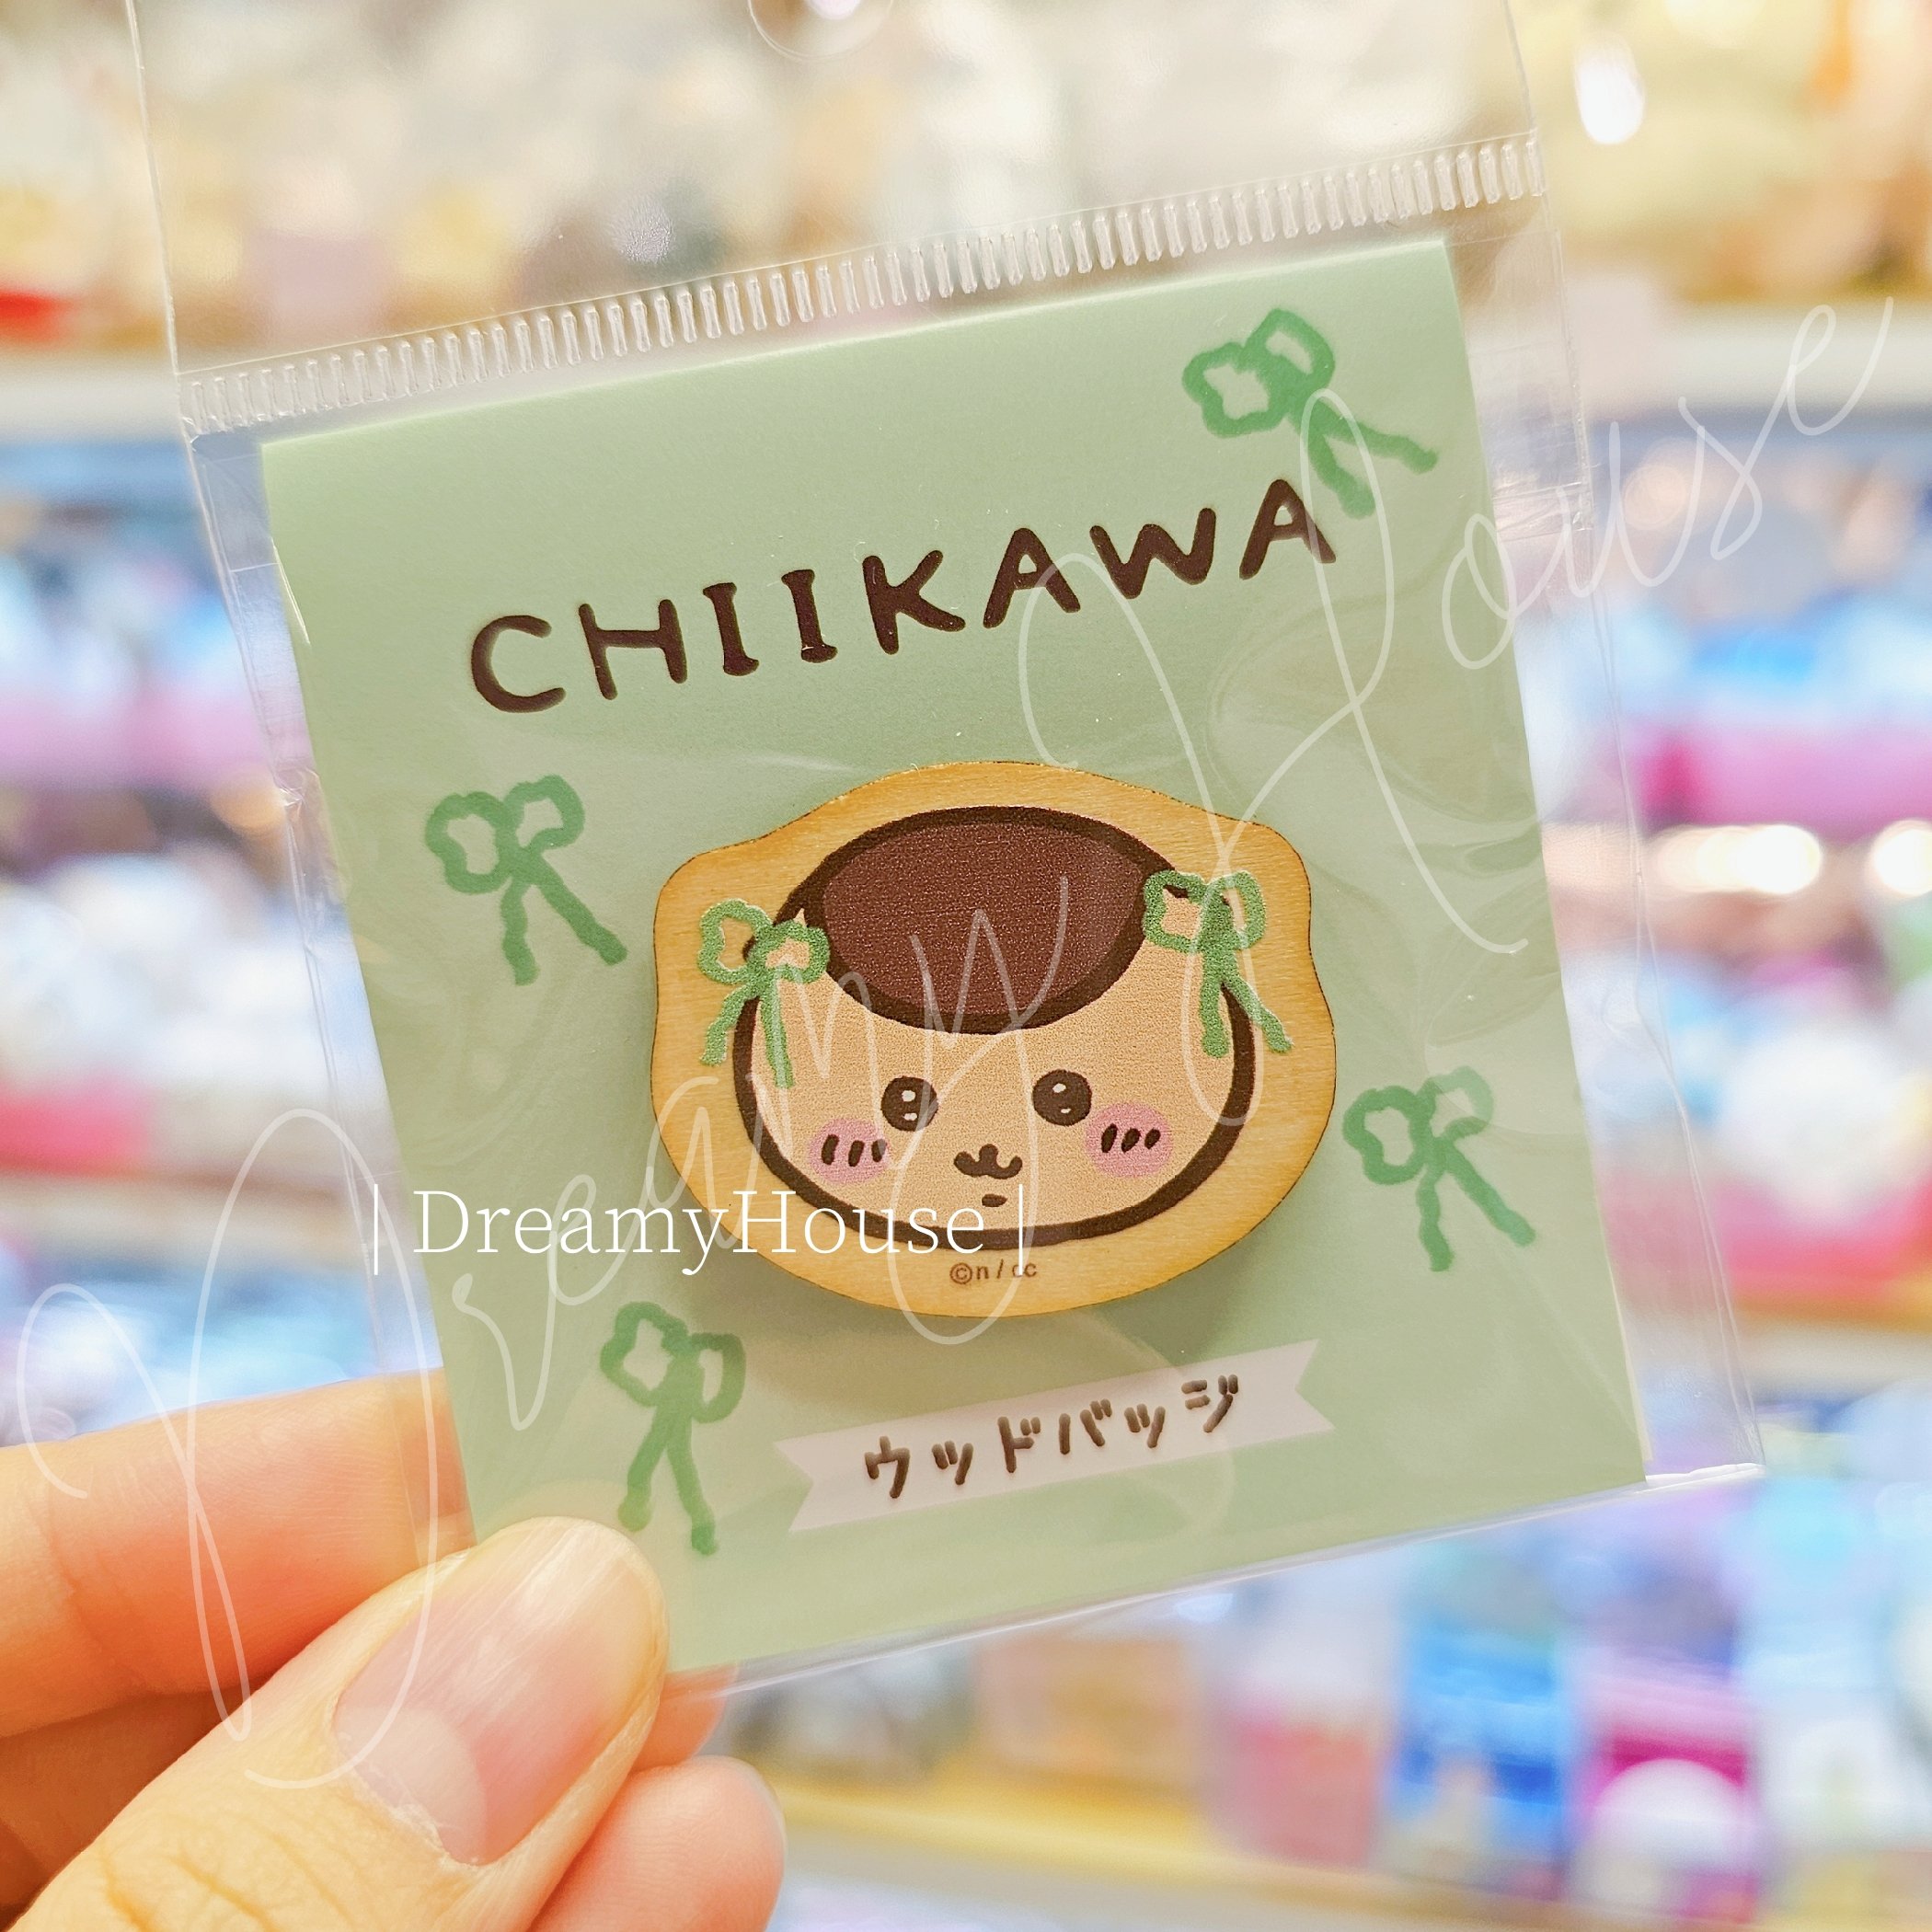 CHIIKAWA
Dreamy House
| DreamyHouse |
©n / cc
ウッドバッジ